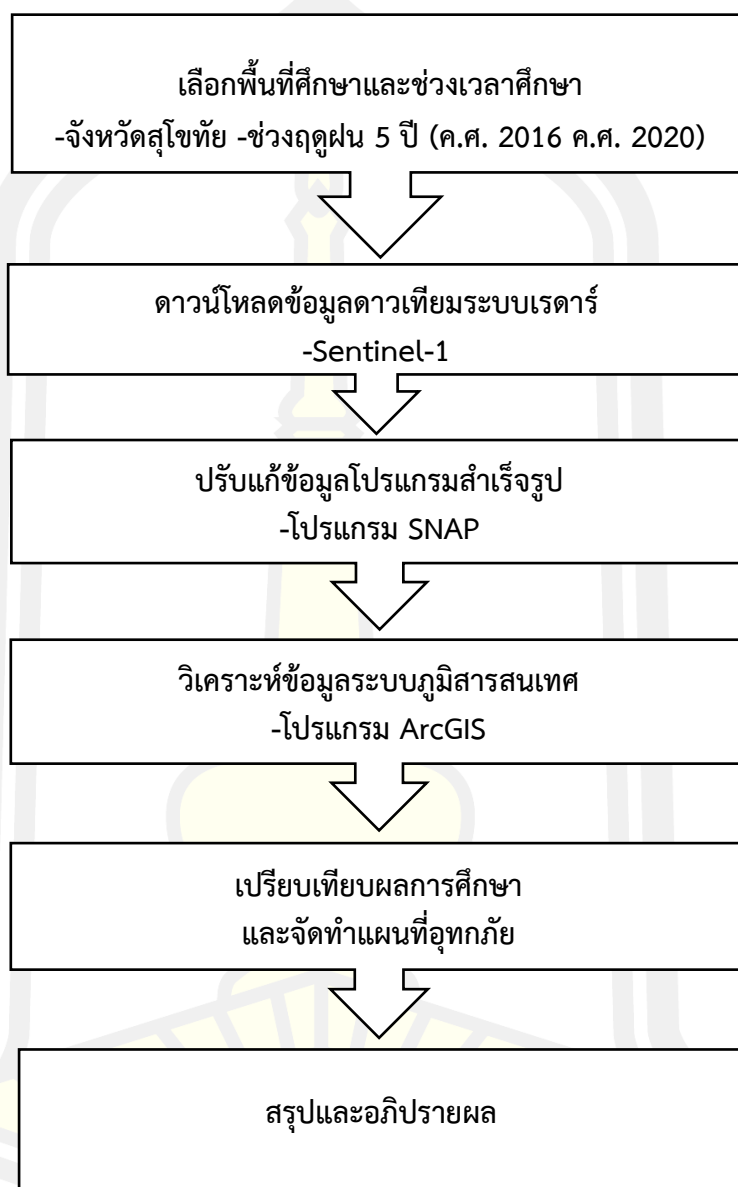 เลือกพื้นที่ศึกษาและช่วงเวลาศึกษา
-จังหวัดสุโขทัย -ช่วงฤดูฝน 5 ปี (ค.ศ. 2016 ค.ศ. 2020)
ดาวน์โหลดข้อมูลดาวเทียมระบบเรดาร์
-Sentinel-1
ปรับแก้ข้อมูลโปรแกรมสำเร็จรูป
-โปรแกรม SNAP
วิเคราะห์ข้อมูลระบบภูมิสารสนเทศ
-โปรแกรม ArcGIS
เปรียบเทียบผลการศึกษา
และจัดทำแผนที่อุทกภัย
สรุปและอภิปรายผล